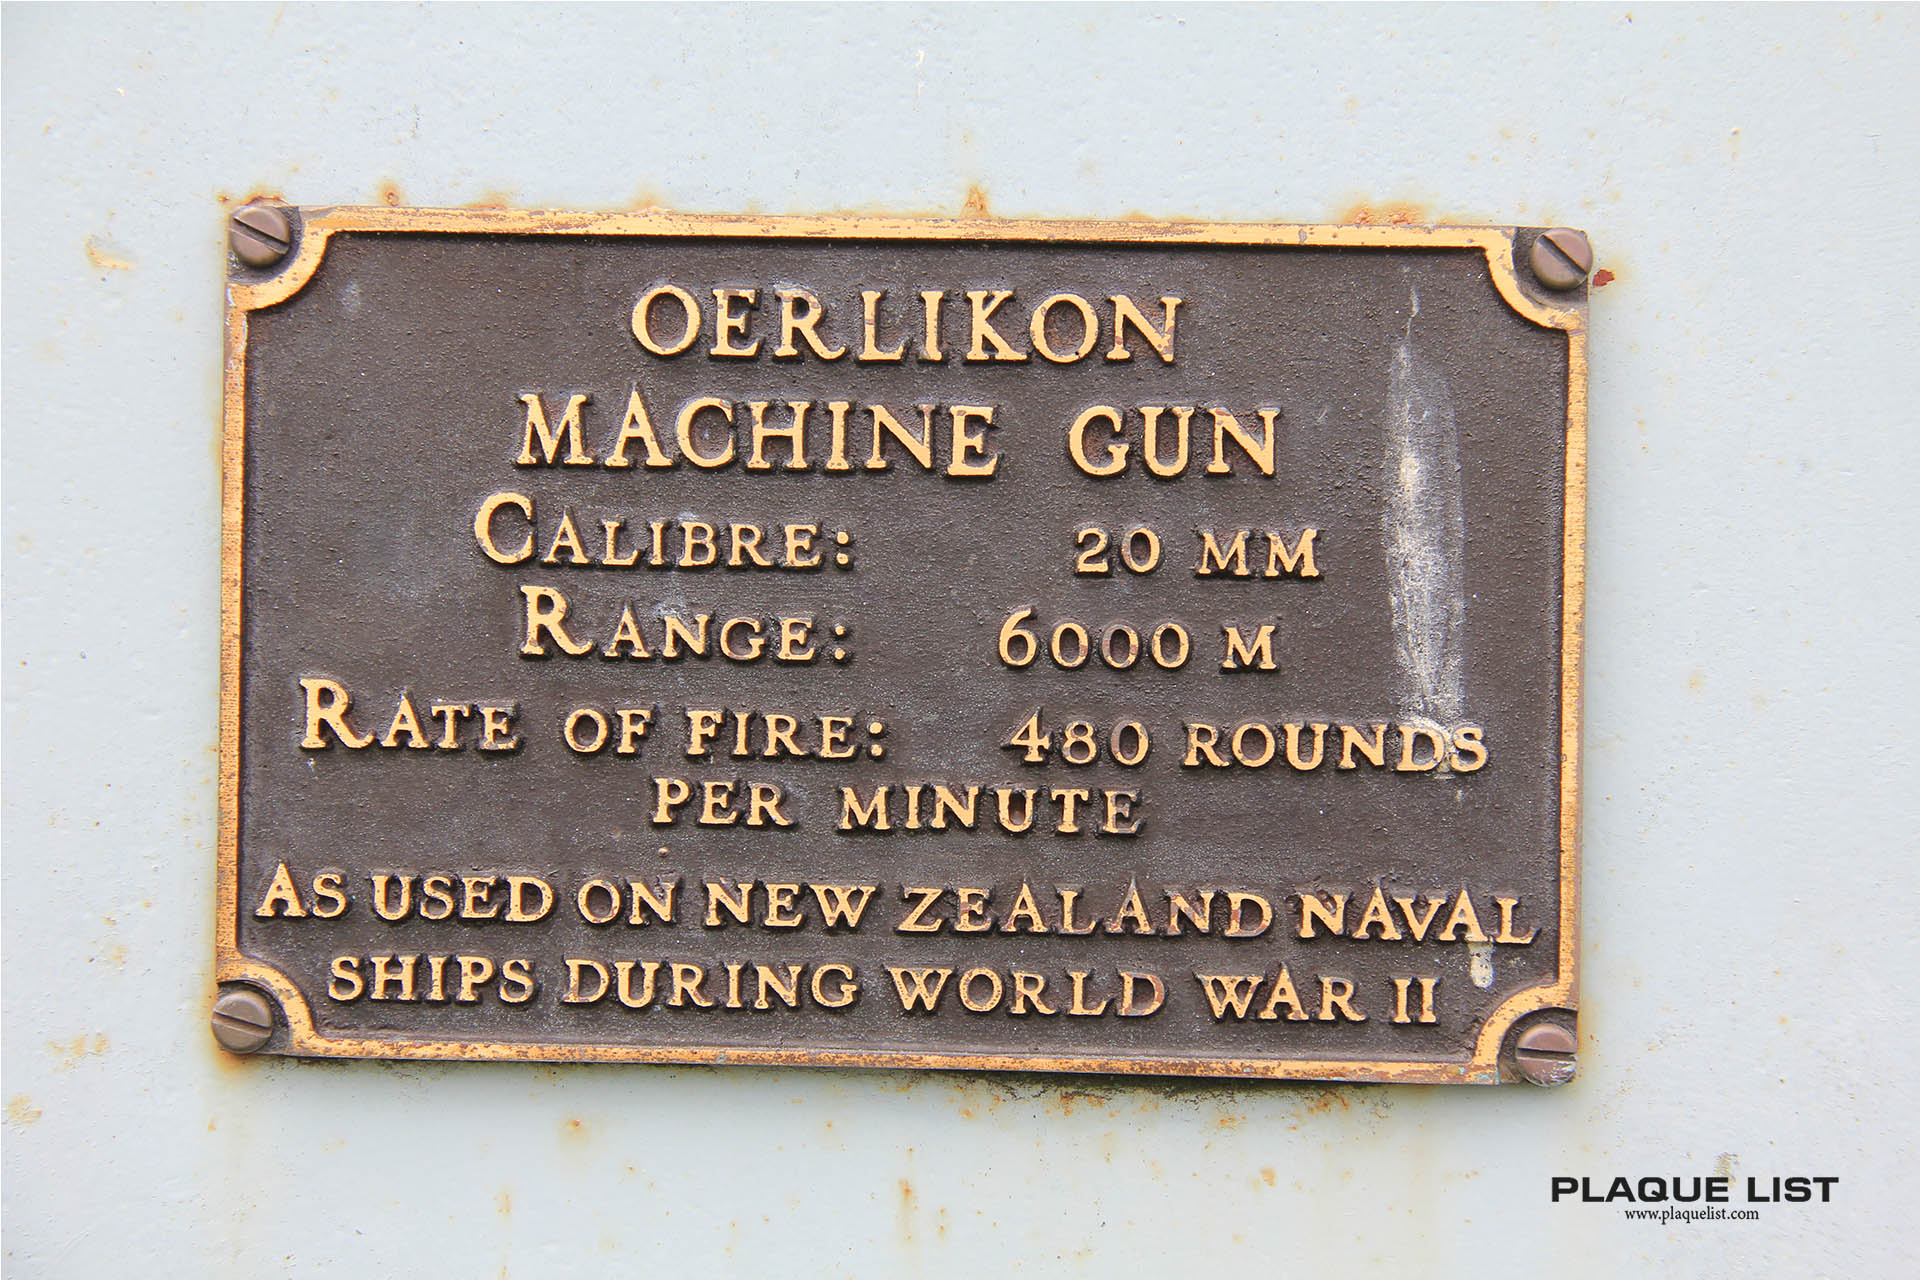 OERLIKON
MACHINE GUN
CALIBRE: 20 MM
RANGE: 6000 M
RATE OF FIRE: 480 ROUNDS
PER MINUTE
AS USED ON NEW ZEALAND NAVAL
SHIPS DURING WORLD WAR II
PLAQUE LIST
www.plaquelist.com